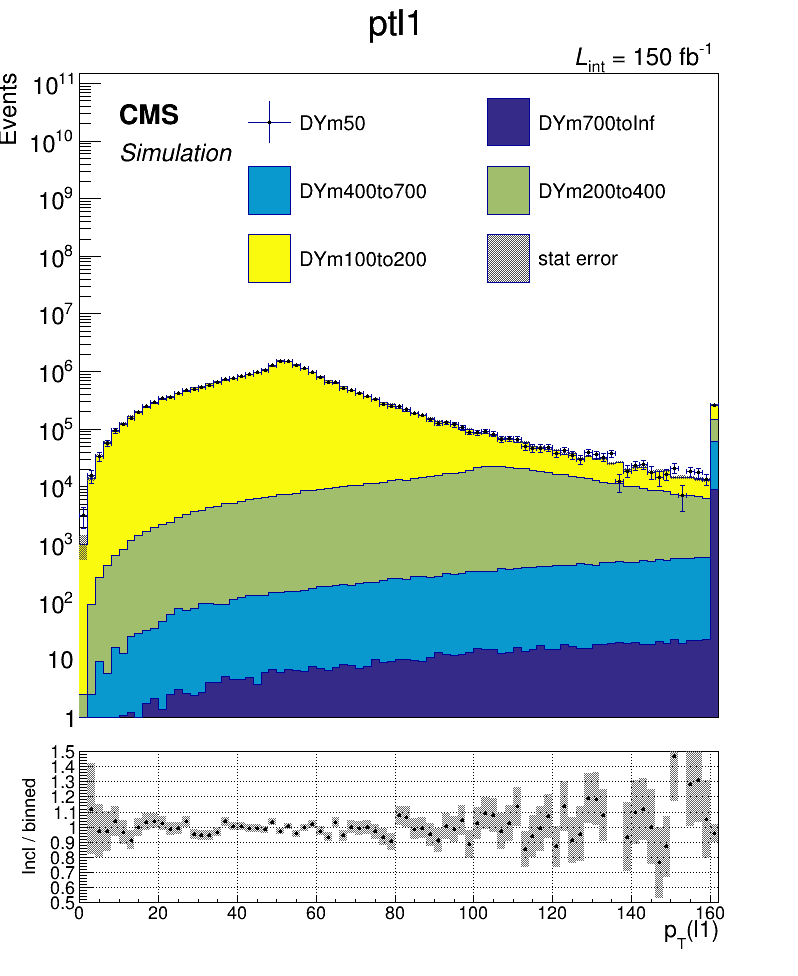 ptl1
L_int = 150 fb^-1
Events
CMS
Simulation
DYm50
DYm700toInf
DYm400to700
DYm200to400
DYm100to200
stat error
10^11
10^10
10^9
10^8
10^7
10^6
10^5
10^4
10^3
10^2
10
1
Incl / binned
1.5
1.4
1.3
1.2
1.1
1
0.9
0.8
0.7
0.6
0.5
0 20 40 60 80 100 120 140 160
p_T(l1)